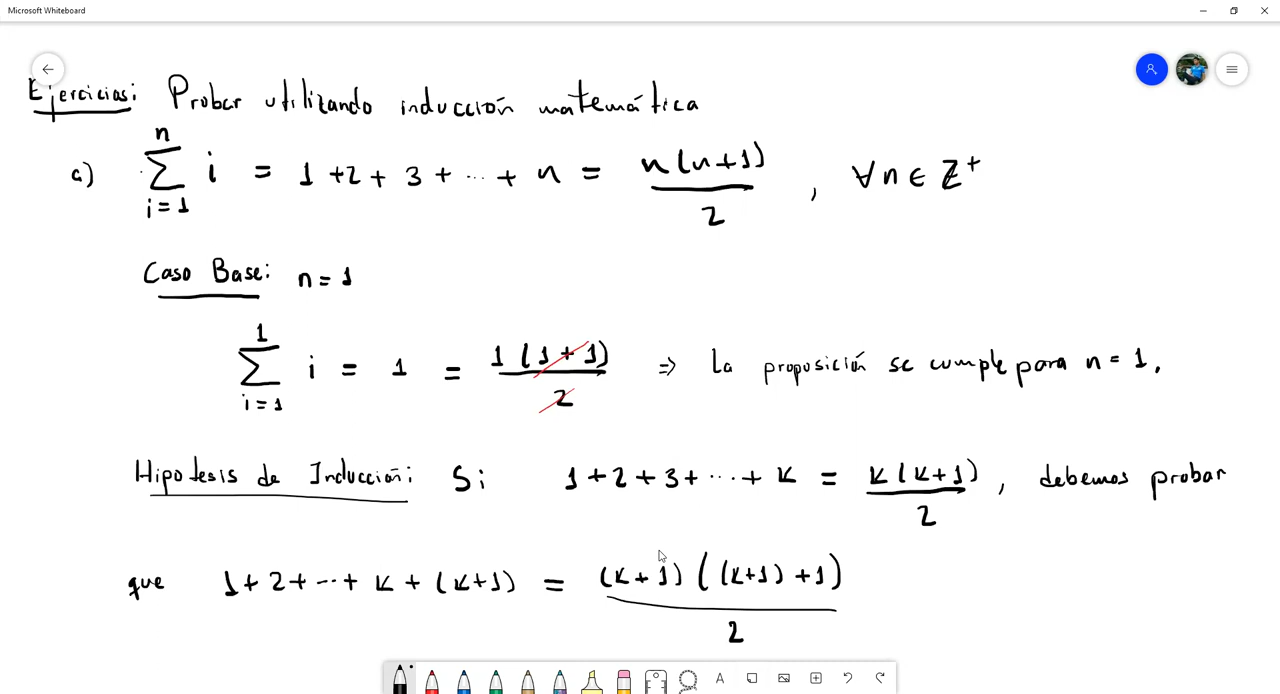 Microsoft Whiteboard
Ejercicios: Probar utilizando inducción matemática
a) n ∑ i=1 i = 1 + 2 + 3 + ... + n = n(n+1)/2 , ∀n ∈ Z⁺
Caso Base: n = 1
1 ∑ i=1 i = 1 = 1(1+1)/2 => La proposición se cumple para n = 1.
Hipotesis de Inducción: Si 1+2+3+...+k = k(k+1)/2 , debemos probar
que 1+2+...+k+(k+1) = (k+1)((k+1)+1)/2
A